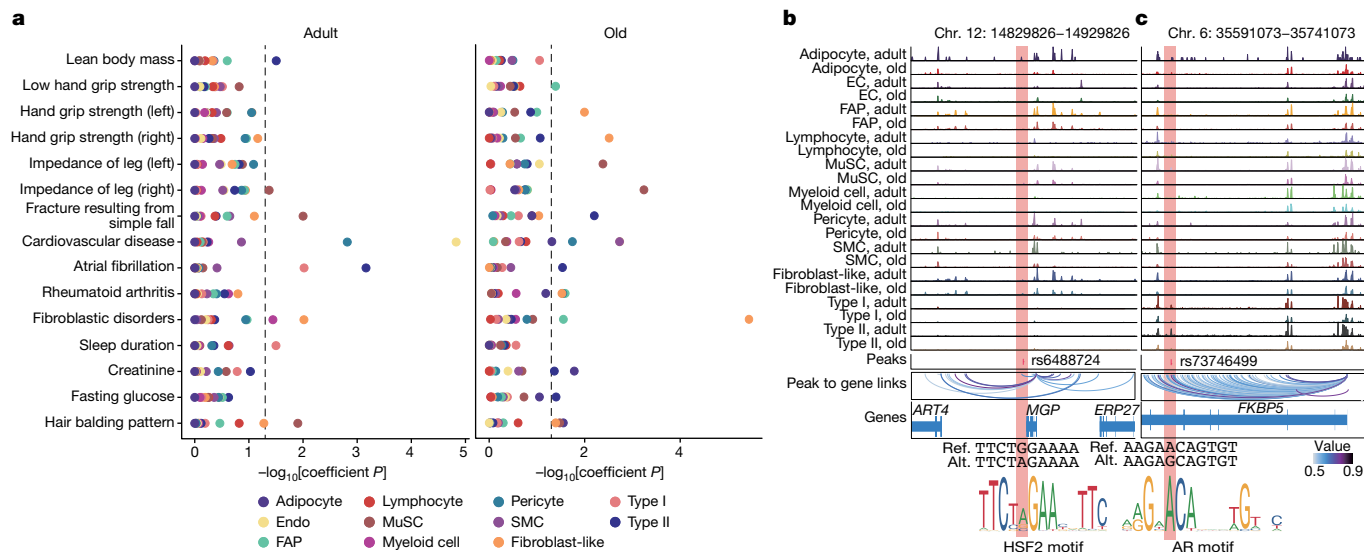 a
Adult
Old
Lean body mass
Low hand grip strength
Hand grip strength (left)
Hand grip strength (right)
Impedance of leg (left)
Impedance of leg (right)
Fracture resulting from
simple fall
Cardiovascular disease
Atrial fibrillation
Rheumatoid arthritis
Fibroblastic disorders
Sleep duration
Creatinine
Fasting glucose
Hair balding pattern
0 1 2 3 4 5
0 2 4
−log10[coefficient P]
−log10[coefficient P]
Adipocyte
Endo
FAP
Lymphocyte
MuSC
Myeloid cell
Pericyte
SMC
Fibroblast-like
Type I
Type II
b
Chr. 12: 14829826–14929826
c
Chr. 6: 35591073–35741073
Adipocyte, adult
Adipocyte, old
EC, adult
EC, old
FAP, adult
FAP, old
Lymphocyte, adult
Lymphocyte, old
MuSC, adult
MuSC, old
Myeloid cell, adult
Myeloid cell, old
Pericyte, adult
Pericyte, old
SMC, adult
SMC, old
Fibroblast-like, adult
Fibroblast-like, old
Type I, adult
Type I, old
Type II, adult
Type II, old
Peaks
rs6488724
rs73746499
Peak to gene links
Genes
ART4
MGP
ERP27
FKBP5
Ref. TTCTGGAAAA
Alt. TTCTAGAAAA
Ref. AAGAACAGTGT
Alt. AAGAGCAGTGT
Value
0.5 0.9
HSF2 motif
AR motif